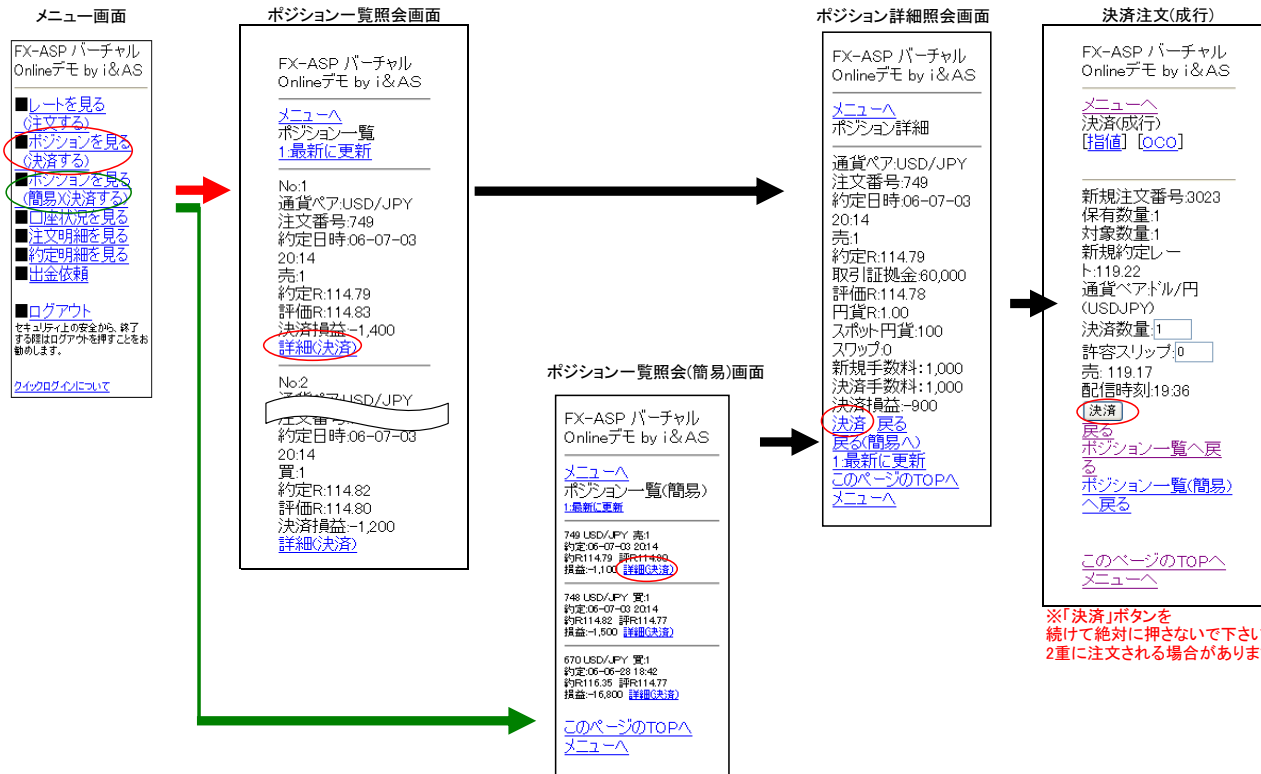 メニュー画面
FX-ASP バーチャル
Onlineデモ by i&AS
■レートを見る
(注文する)
■ポジションを見る
(決済する)
■ポジションを見る
(簡易)(決済する)
■口座状況を見る
■注文明細を見る
■約定明細を見る
■出金依頼
■ログアウト
セキュリティ上の安全から、終了
する際はログアウトを押すことをお
勧めします。
クイックログインについて
ポジション一覧照会画面
FX-ASP バーチャル
Onlineデモ by i&AS
メニューへ
ポジション一覧
1:最新に更新
No:1
通貨ペア:USD/JPY
注文番号:749
約定日時:06-07-03
20:14
売:1
約定R:114.79
評価R:114.83
決済損益:-1,400
詳細(決済)
No:2
通貨ペア:USD/JPY
注文番号
約定日時:06-07-03
20:14
買:1
約定R:114.82
評価R:114.80
決済損益:-1,200
詳細(決済)
ポジション一覧照会(簡易)画面
FX-ASP バーチャル
Onlineデモ by i&AS
メニューへ
ポジション一覧(簡易)
1:最新に更新
749 USD/JPY 売:1
約定:06-07-03 20:14
約R114.79 評R114.80
損益:-1,100 詳細(決済)
748 USD/JPY 買:1
約定:06-07-03 20:14
約R114.82 評R114.77
損益:-1,500 詳細(決済)
670 USD/JPY 買:1
約定:06-06-28 18:42
約R116.35 評R114.77
損益:-16,800 詳細(決済)
このページのTOPへ
メニューへ
ポジション詳細照会画面
FX-ASP バーチャル
Onlineデモ by i&AS
メニューへ
ポジション詳細
通貨ペア:USD/JPY
注文番号:749
約定日時:06-07-03
20:14
売:1
約定R:114.79
取引証拠金:60,000
評価R:114.78
円貨R:1.00
スポット円貨:100
スワップ:0
新規手数料:1,000
決済手数料:1,000
決済損益:-900
決済 戻る
戻る(簡易へ)
1:最新に更新
このページのTOPへ
メニューへ
決済注文(成行)
FX-ASP バーチャル
Onlineデモ by i&AS
メニューへ
決済(成行)
[指値] [OCO]
新規注文番号:3023
保有数量:1
対象数量:1
新規約定レー
ト:119.22
通貨ペア:ドル/円
(USDJPY)
決済数量:1
許容スリップ:0
売: 119.17
配信時刻:19:36
決済
戻る
ポジション一覧へ戻
る
ポジション一覧(簡易)
へ戻る
このページのTOPへ
メニューへ
※「決済」ボタンを
続けて絶対に押さないで下さい
2重に注文される場合がありま